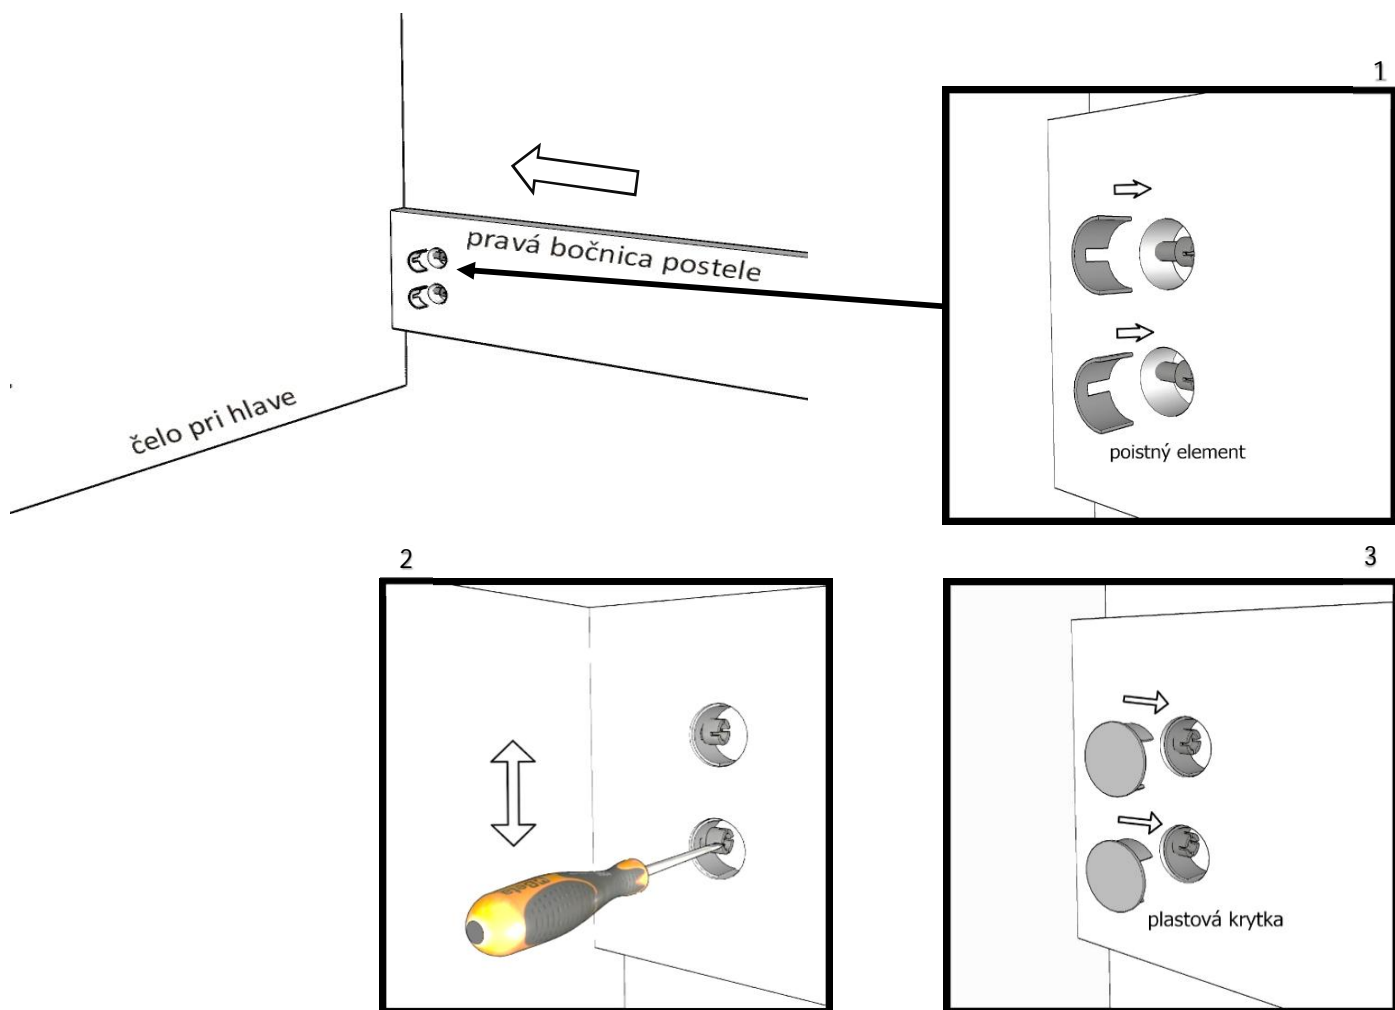 1
pravá bočnica postele
čelo pri hlave
poistný element
2
3
plastová krytka